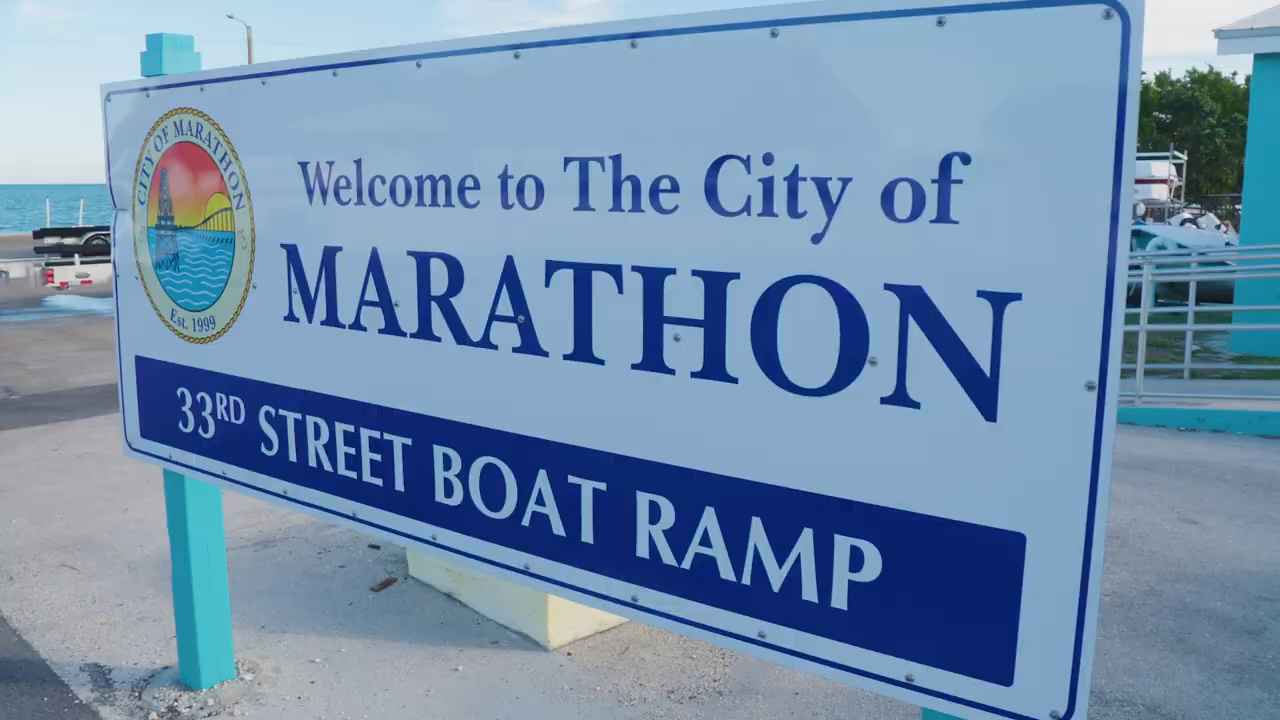 CITY OF MARATHON
Est. 1999
Welcome to The City of
MARATHON
33RD STREET BOAT RAMP